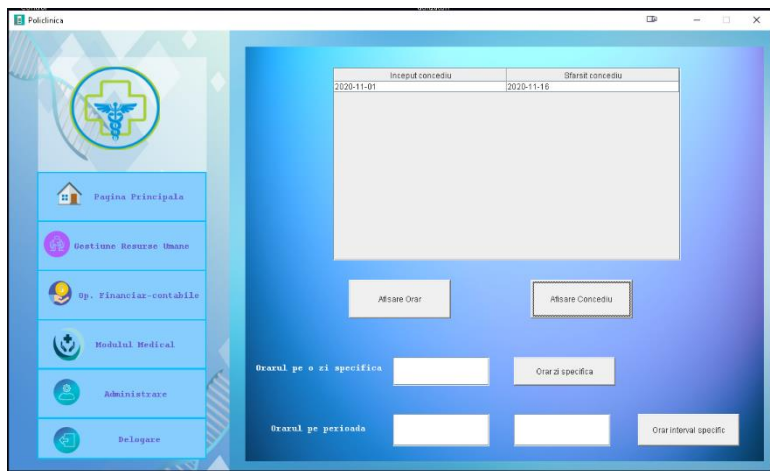 Policlinica
Inceput concediu Sfarsit concediu
2020-11-01 2020-11-16
Pagina Principala
Gestiune Resurse Umane
Op. Financiar-contabile
Modulul Medical
Administrare
Delogare
Afisare Orar Afisare Concediu
Orarul pe o zi specifica Orar zi specifica
Orarul pe perioada Orar interval specific